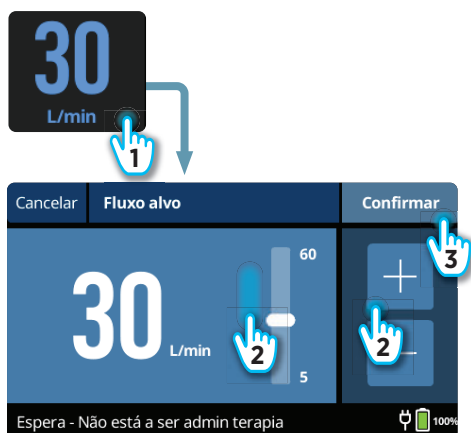 30
L/min
1
Cancelar Fluxo alvo Confirmar
3
60
30 L/min
2 2
5
Espera - Não está a ser admin terapia 100%